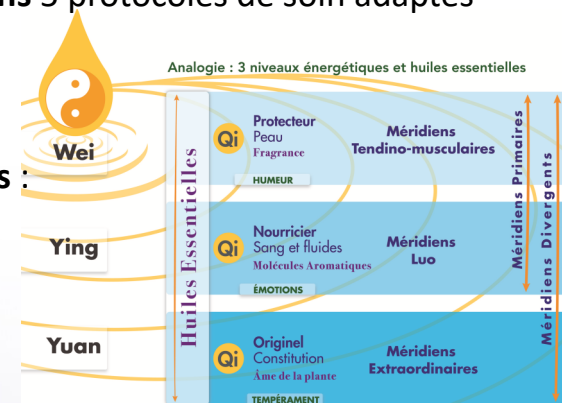 ns 3 protocoles de soin adaptés
Analogie : 3 niveaux énergétiques et huiles essentielles
Wei
s :
Ying
Yuan
Huiles Essentielles
Qi
Protecteur
Peau
Fragrance
HUMEUR
Méridiens
Tendino-musculaires
Qi
Nourricier
Sang et fluides
Molécules Aromatiques
ÉMOTIONS
Méridiens
Luo
Qi
Originel
Constitution
Âme de la plante
TEMPÉRAMENT
Méridiens
Extraordinaires
Méridiens Primaires
Méridiens Divergents